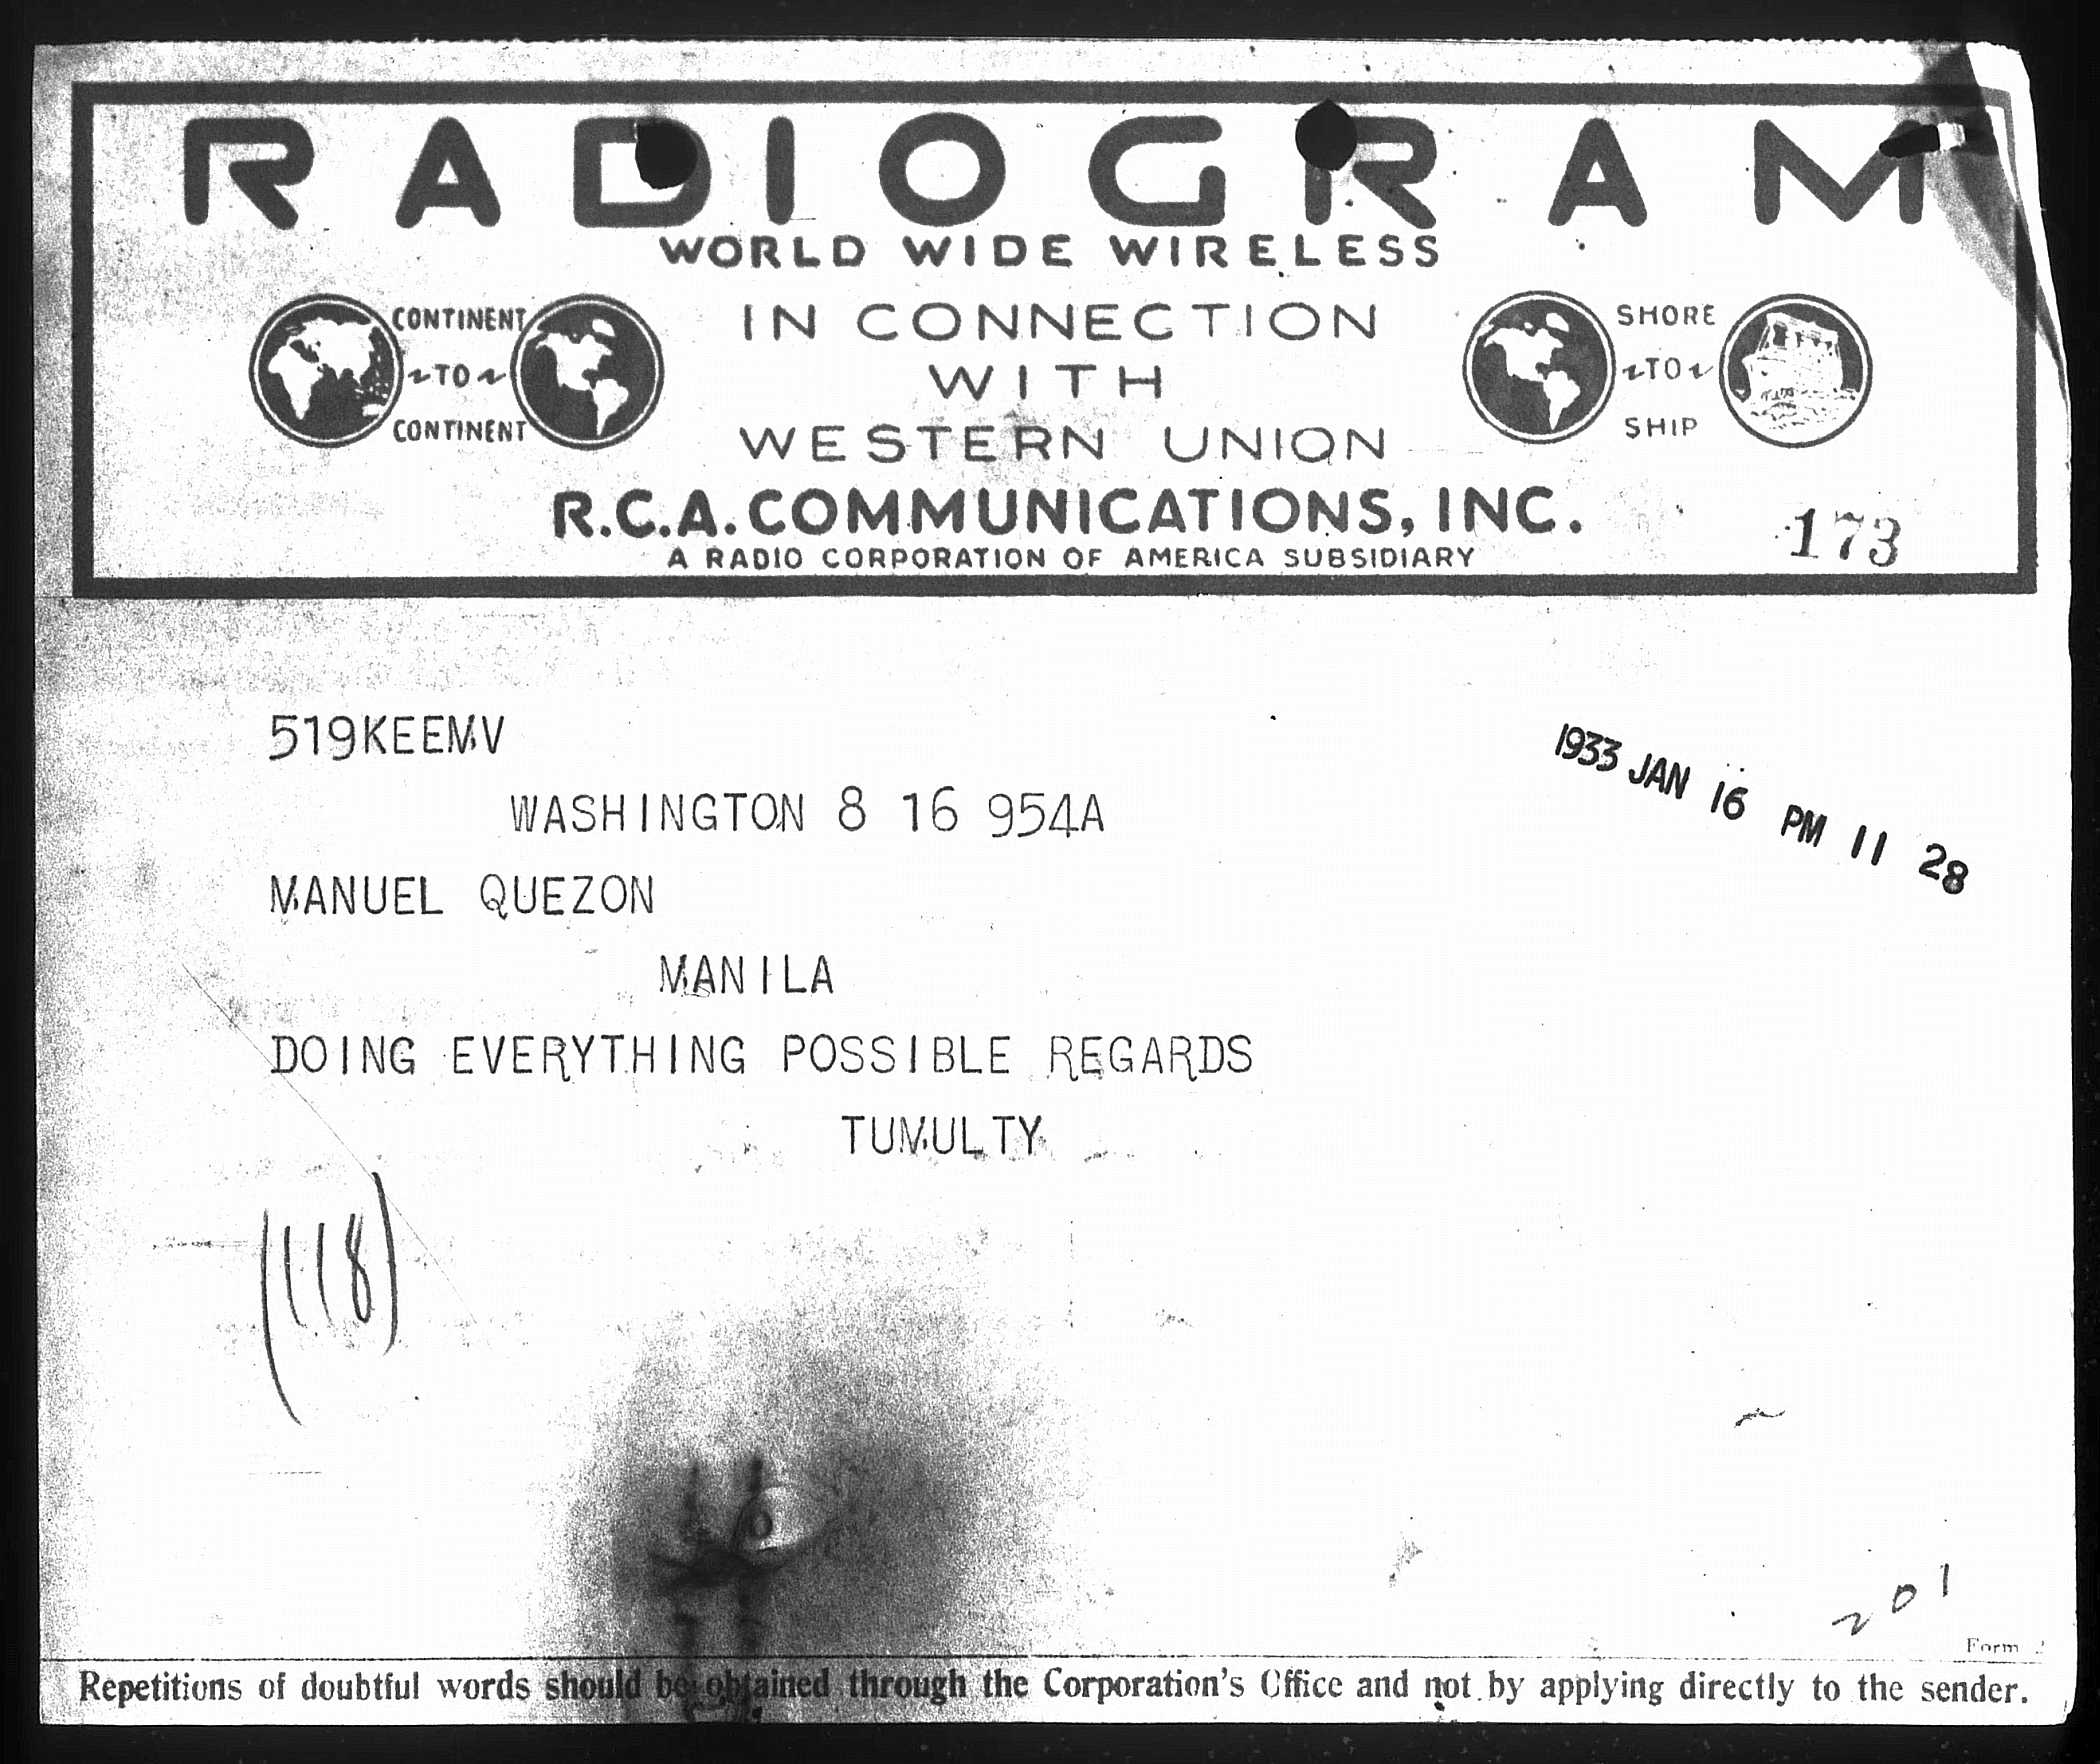 RADIOGRAM
WORLD WIDE WIRELESS
CONTINENT
TO
CONTINENT
IN CONNECTION
WITH
WESTERN UNION
SHORE
TO
SHIP
R.C.A. COMMUNICATIONS, INC.
A RADIO CORPORATION OF AMERICA SUBSIDIARY
173
519KEEMV
1933 JAN 16 PM 11 28
WASHINGTON 8 16 954A
MANUEL QUEZON
MANILA
DOING EVERYTHING POSSIBLE REGARDS
TUMULTY
(118)
201
Form
Repetitions of doubtful words should be obtained through the Corporation's Office and not by applying directly to the sender.